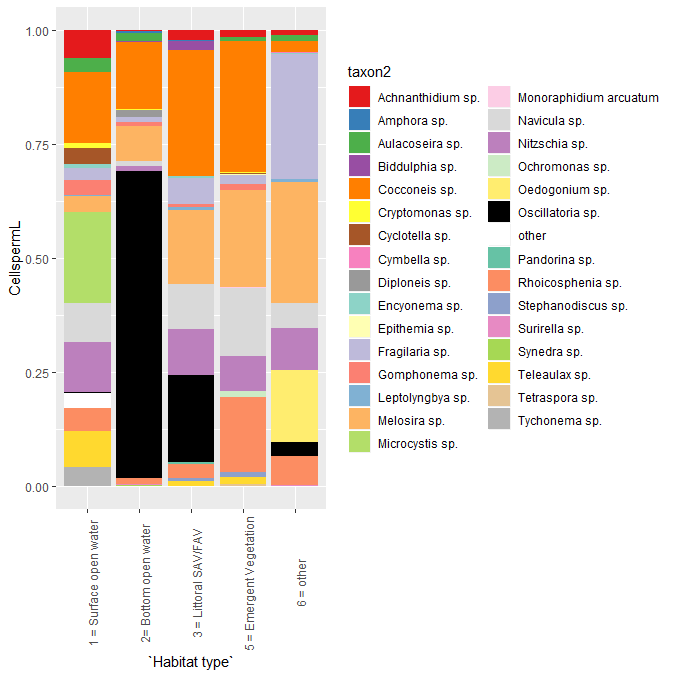 CellspermL
1.00
0.75
0.50
0.25
0.00
1 = Surface open water
2= Bottom open water
3 = Littoral SAV/FAV
5 = Emergent Vegetation
6 = other
`Habitat type`
taxon2
Achnanthidium sp.
Amphora sp.
Aulacoseira sp.
Biddulphia sp.
Cocconeis sp.
Cryptomonas sp.
Cyclotella sp.
Cymbella sp.
Diploneis sp.
Encyonema sp.
Epithemia sp.
Fragilaria sp.
Gomphonema sp.
Leptolyngbya sp.
Melosira sp.
Microcystis sp.
Monoraphidium arcuatum
Navicula sp.
Nitzschia sp.
Ochromonas sp.
Oedogonium sp.
Oscillatoria sp.
other
Pandorina sp.
Rhoicosphenia sp.
Stephanodiscus sp.
Surirella sp.
Synedra sp.
Teleaulax sp.
Tetraspora sp.
Tychonema sp.